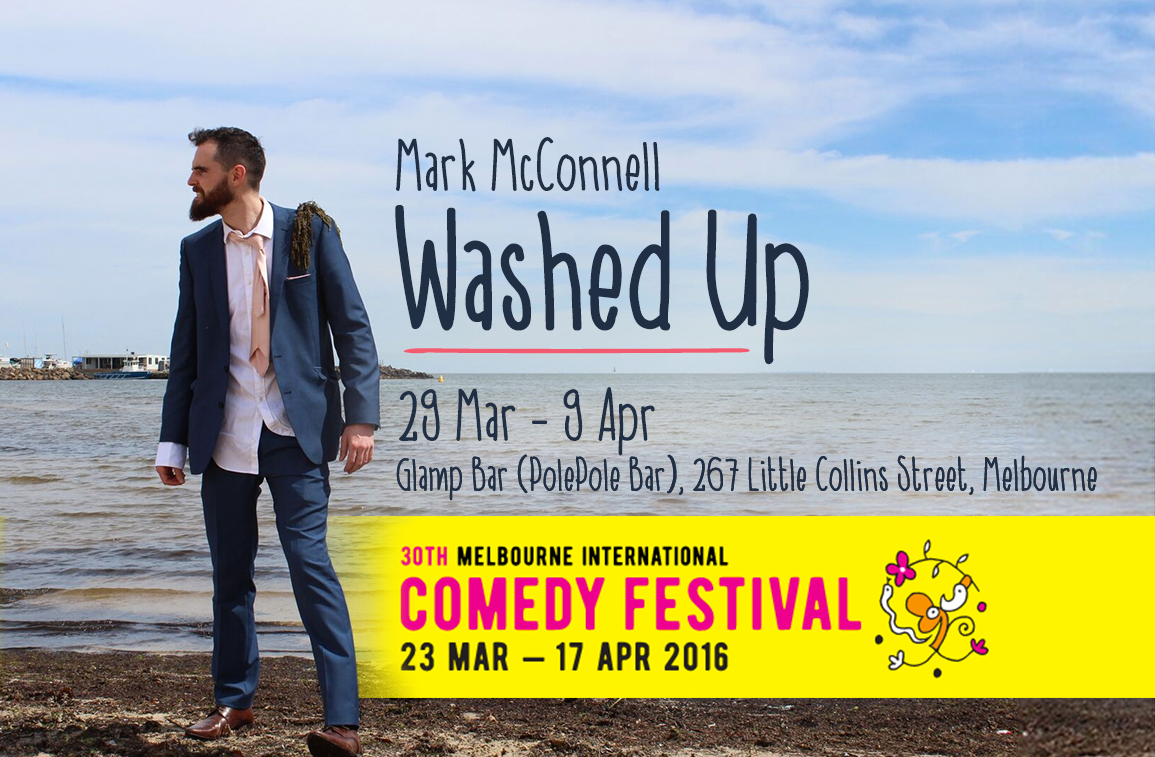 Mark McConnell
Washed Up
29 Mar - 9 Apr
Glamp Bar (PolePole Bar), 267 Little Collins Street, Melbourne
30TH MELBOURNE INTERNATIONAL
COMEDY FESTIVAL
23 MAR – 17 APR 2016